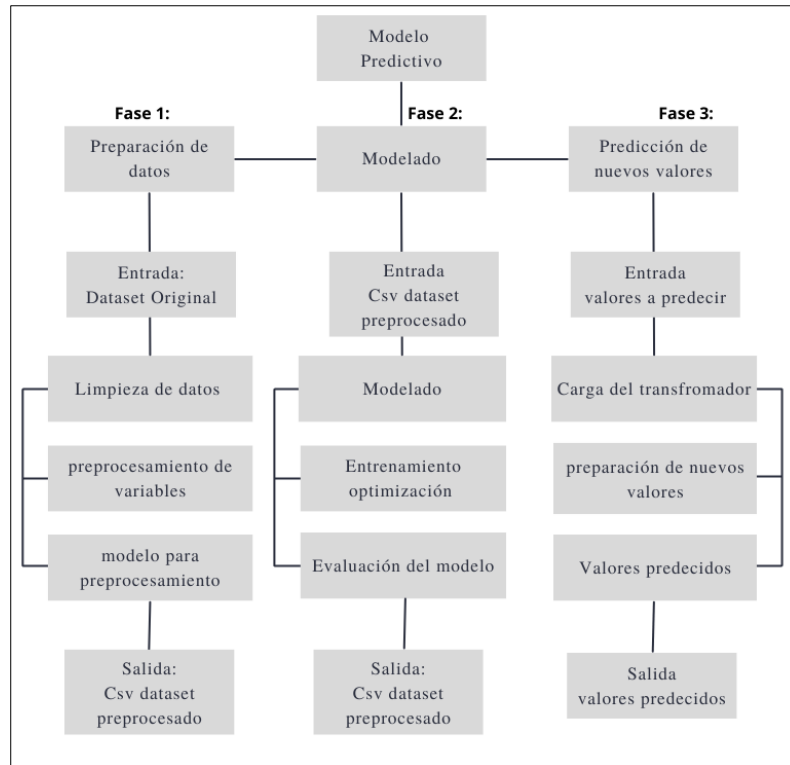 Modelo
Predictivo
Fase 1:
Fase 2:
Fase 3:
Preparación de
datos
Modelado
Predicción de
nuevos valores
Entrada:
Dataset Original
Entrada
Csv dataset
preprocesado
Entrada
valores a predecir
Limpieza de datos
Modelado
Carga del transfromador
preprocesamiento de
variables
Entrenamiento
optimización
preparación de nuevos
valores
modelo para
preprocesamiento
Evaluación del modelo
Valores predecidos
Salida:
Csv dataset
preprocesado
Salida:
Csv dataset
preprocesado
Salida
valores predecidos